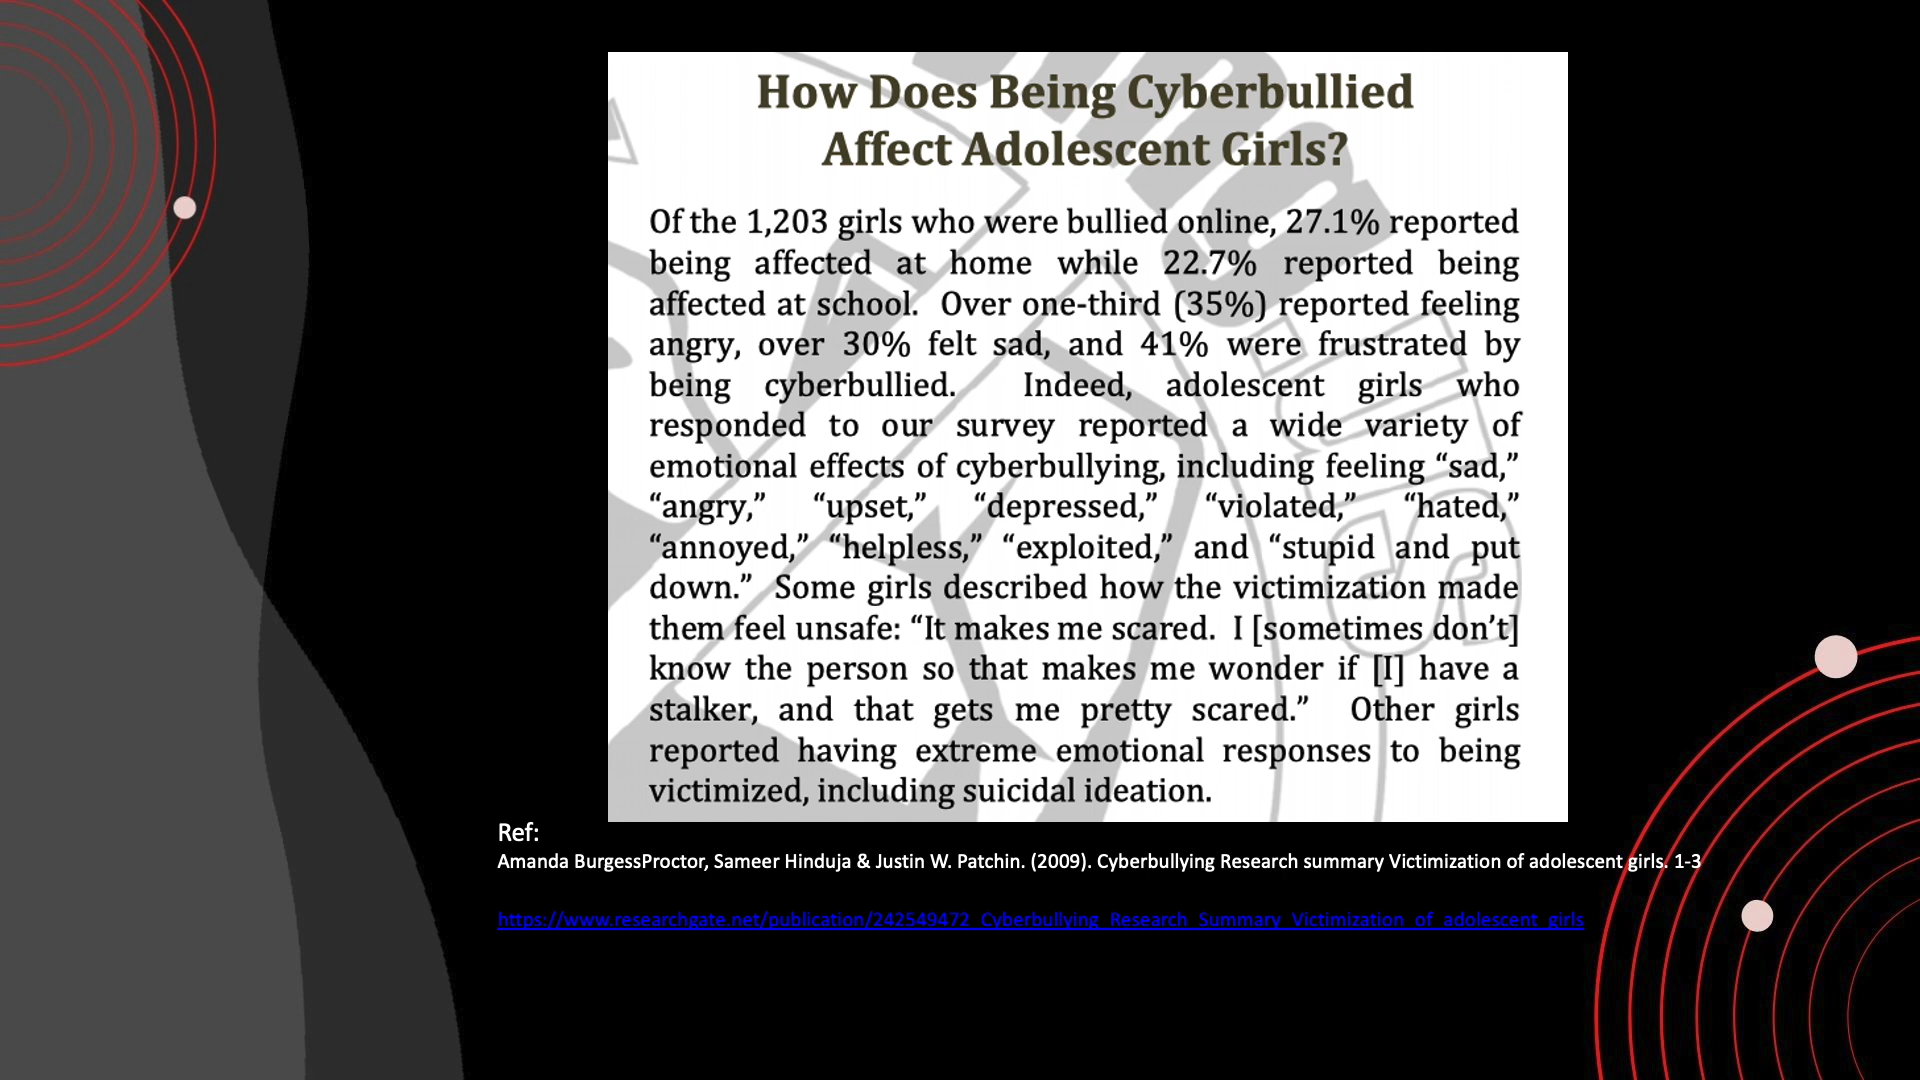 How Does Being Cyberbullied
Affect Adolescent Girls?
Of the 1,203 girls who were bullied online, 27.1% reported
being affected at home while 22.7% reported being
affected at school. Over one-third (35%) reported feeling
angry, over 30% felt sad, and 41% were frustrated by
being cyberbullied. Indeed, adolescent girls who
responded to our survey reported a wide variety of
emotional effects of cyberbullying, including feeling “sad,”
“angry,” “upset,” “depressed,” “violated,” “hated,”
“annoyed,” “helpless,” “exploited,” and “stupid and put
down.” Some girls described how the victimization made
them feel unsafe: “It makes me scared. I [sometimes don’t]
know the person so that makes me wonder if [I] have a
stalker, and that gets me pretty scared.” Other girls
reported having extreme emotional responses to being
victimized, including suicidal ideation.
Ref:
Amanda BurgessProctor, Sameer Hinduja & Justin W. Patchin. (2009). Cyberbullying Research summary Victimization of adolescent girls. 1-3
https://www.researchgate.net/publication/242549472_Cyberbullying_Research_Summary_Victimization_of_adolescent_girls